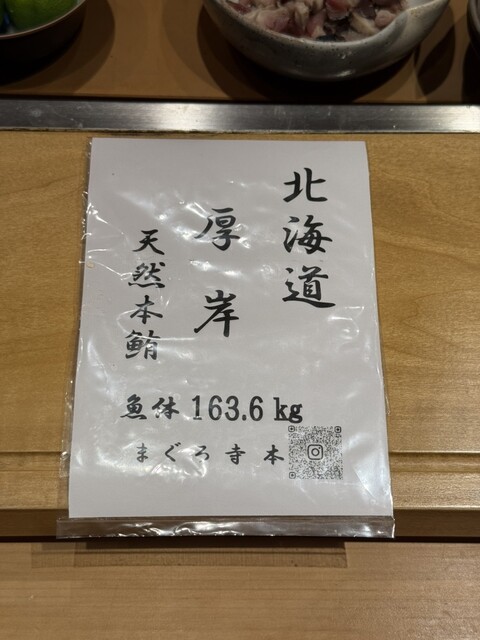 北海道
厚岸
天然本鮪
魚体 163.6 kg
まぐろ寺本